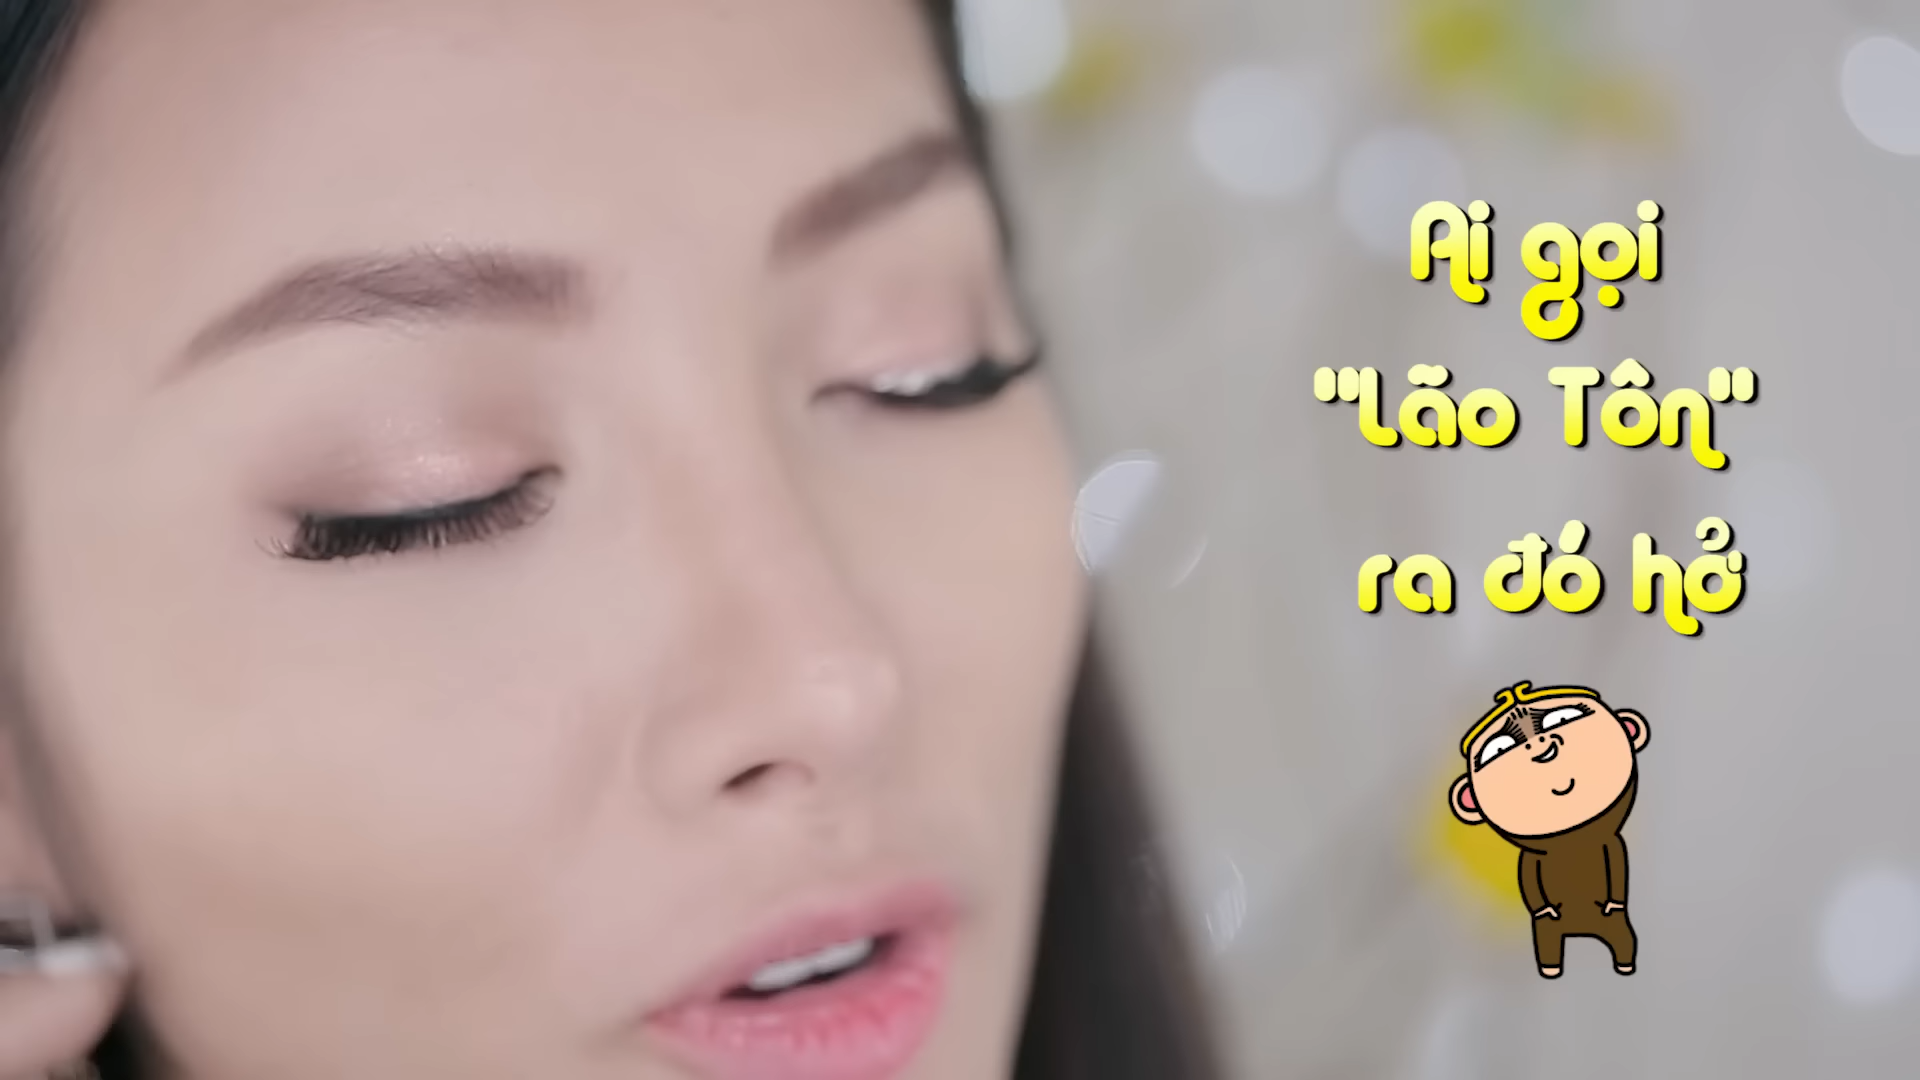 Ai gọi
"Lão Tôn"
ra đó hở